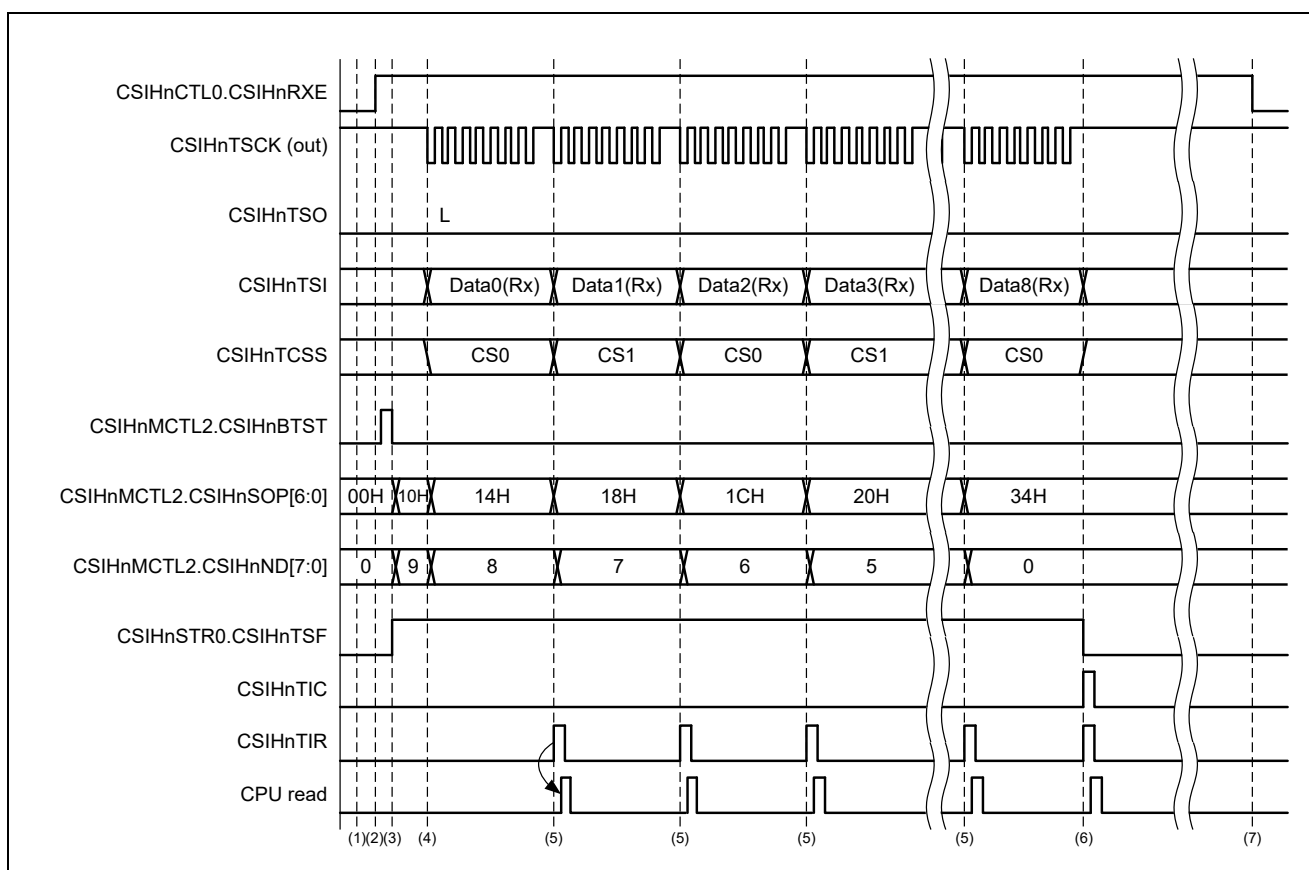 CSIHnCTL0.CSIHnRXE
CSIHnTSCK (out)
CSIHnTSO L
CSIHnTSI Data0(Rx) Data1(Rx) Data2(Rx) Data3(Rx) Data8(Rx)
CSIHnTCSS CS0 CS1 CS0 CS1 CS0
CSIHnMCTL2.CSIHnBTST
CSIHnMCTL2.CSIHnSOP[6:0] 00H 10H 14H 18H 1CH 20H 34H
CSIHnMCTL2.CSIHnND[7:0] 0 9 8 7 6 5 0
CSIHnSTR0.CSIHnTSF
CSIHnTIC
CSIHnTIR
CPU read
(1)(2)(3) (4) (5) (5) (5) (5) (6) (7)